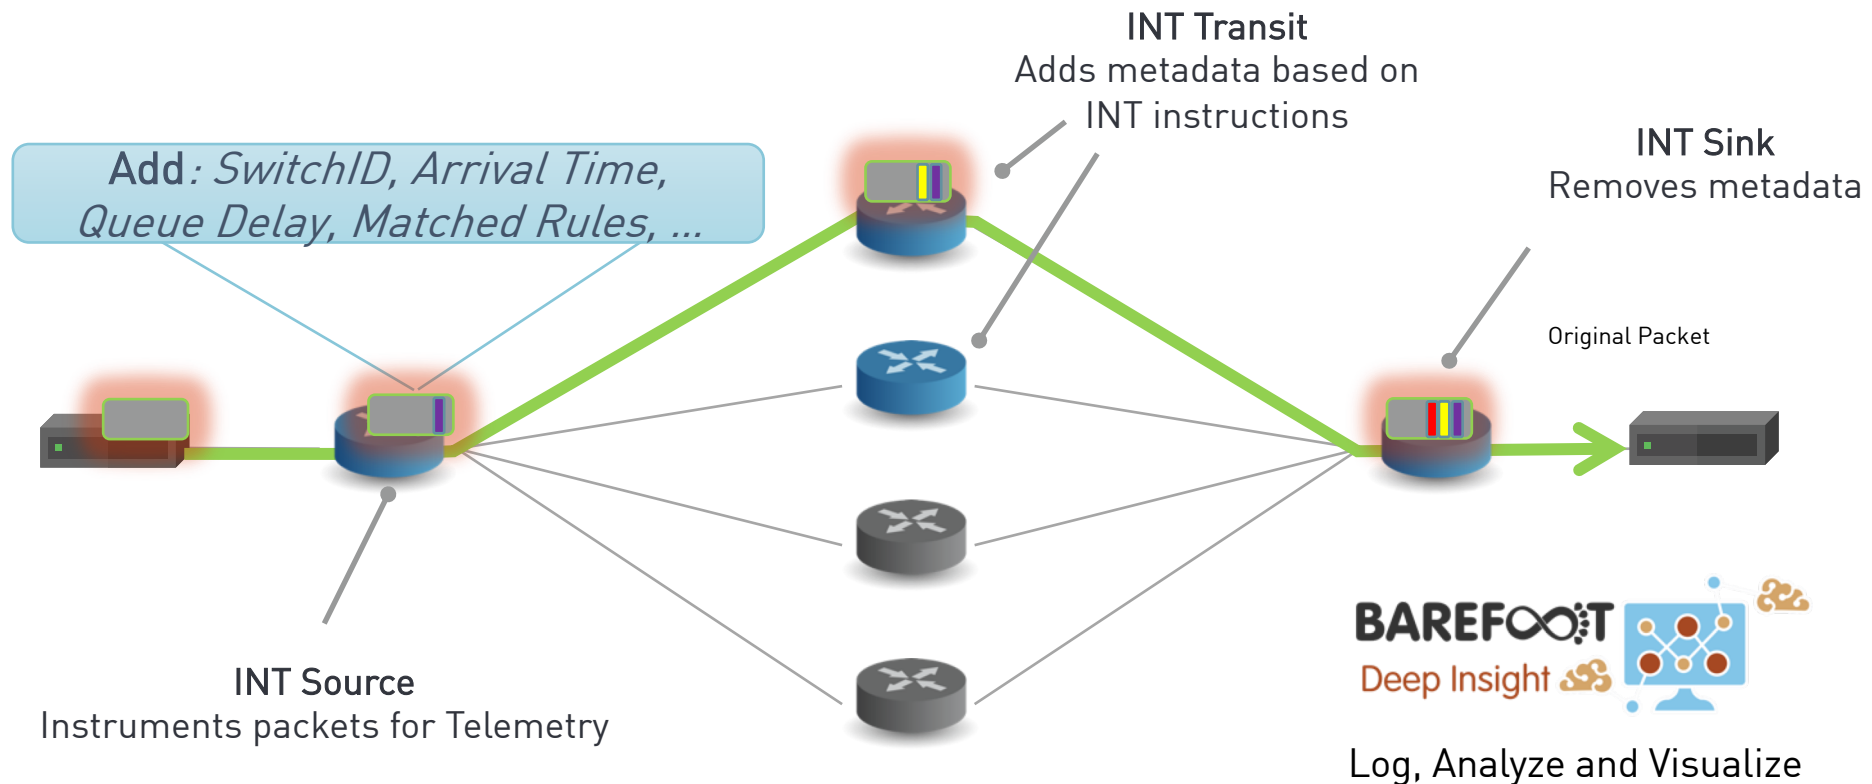 INT Transit
Adds metadata based on
INT instructions
INT Sink
Removes metadata
Add: SwitchID, Arrival Time,
Queue Delay, Matched Rules, ...
Original Packet
INT Source
Instruments packets for Telemetry
BAREFOOT
Deep Insight
Log, Analyze and Visualize